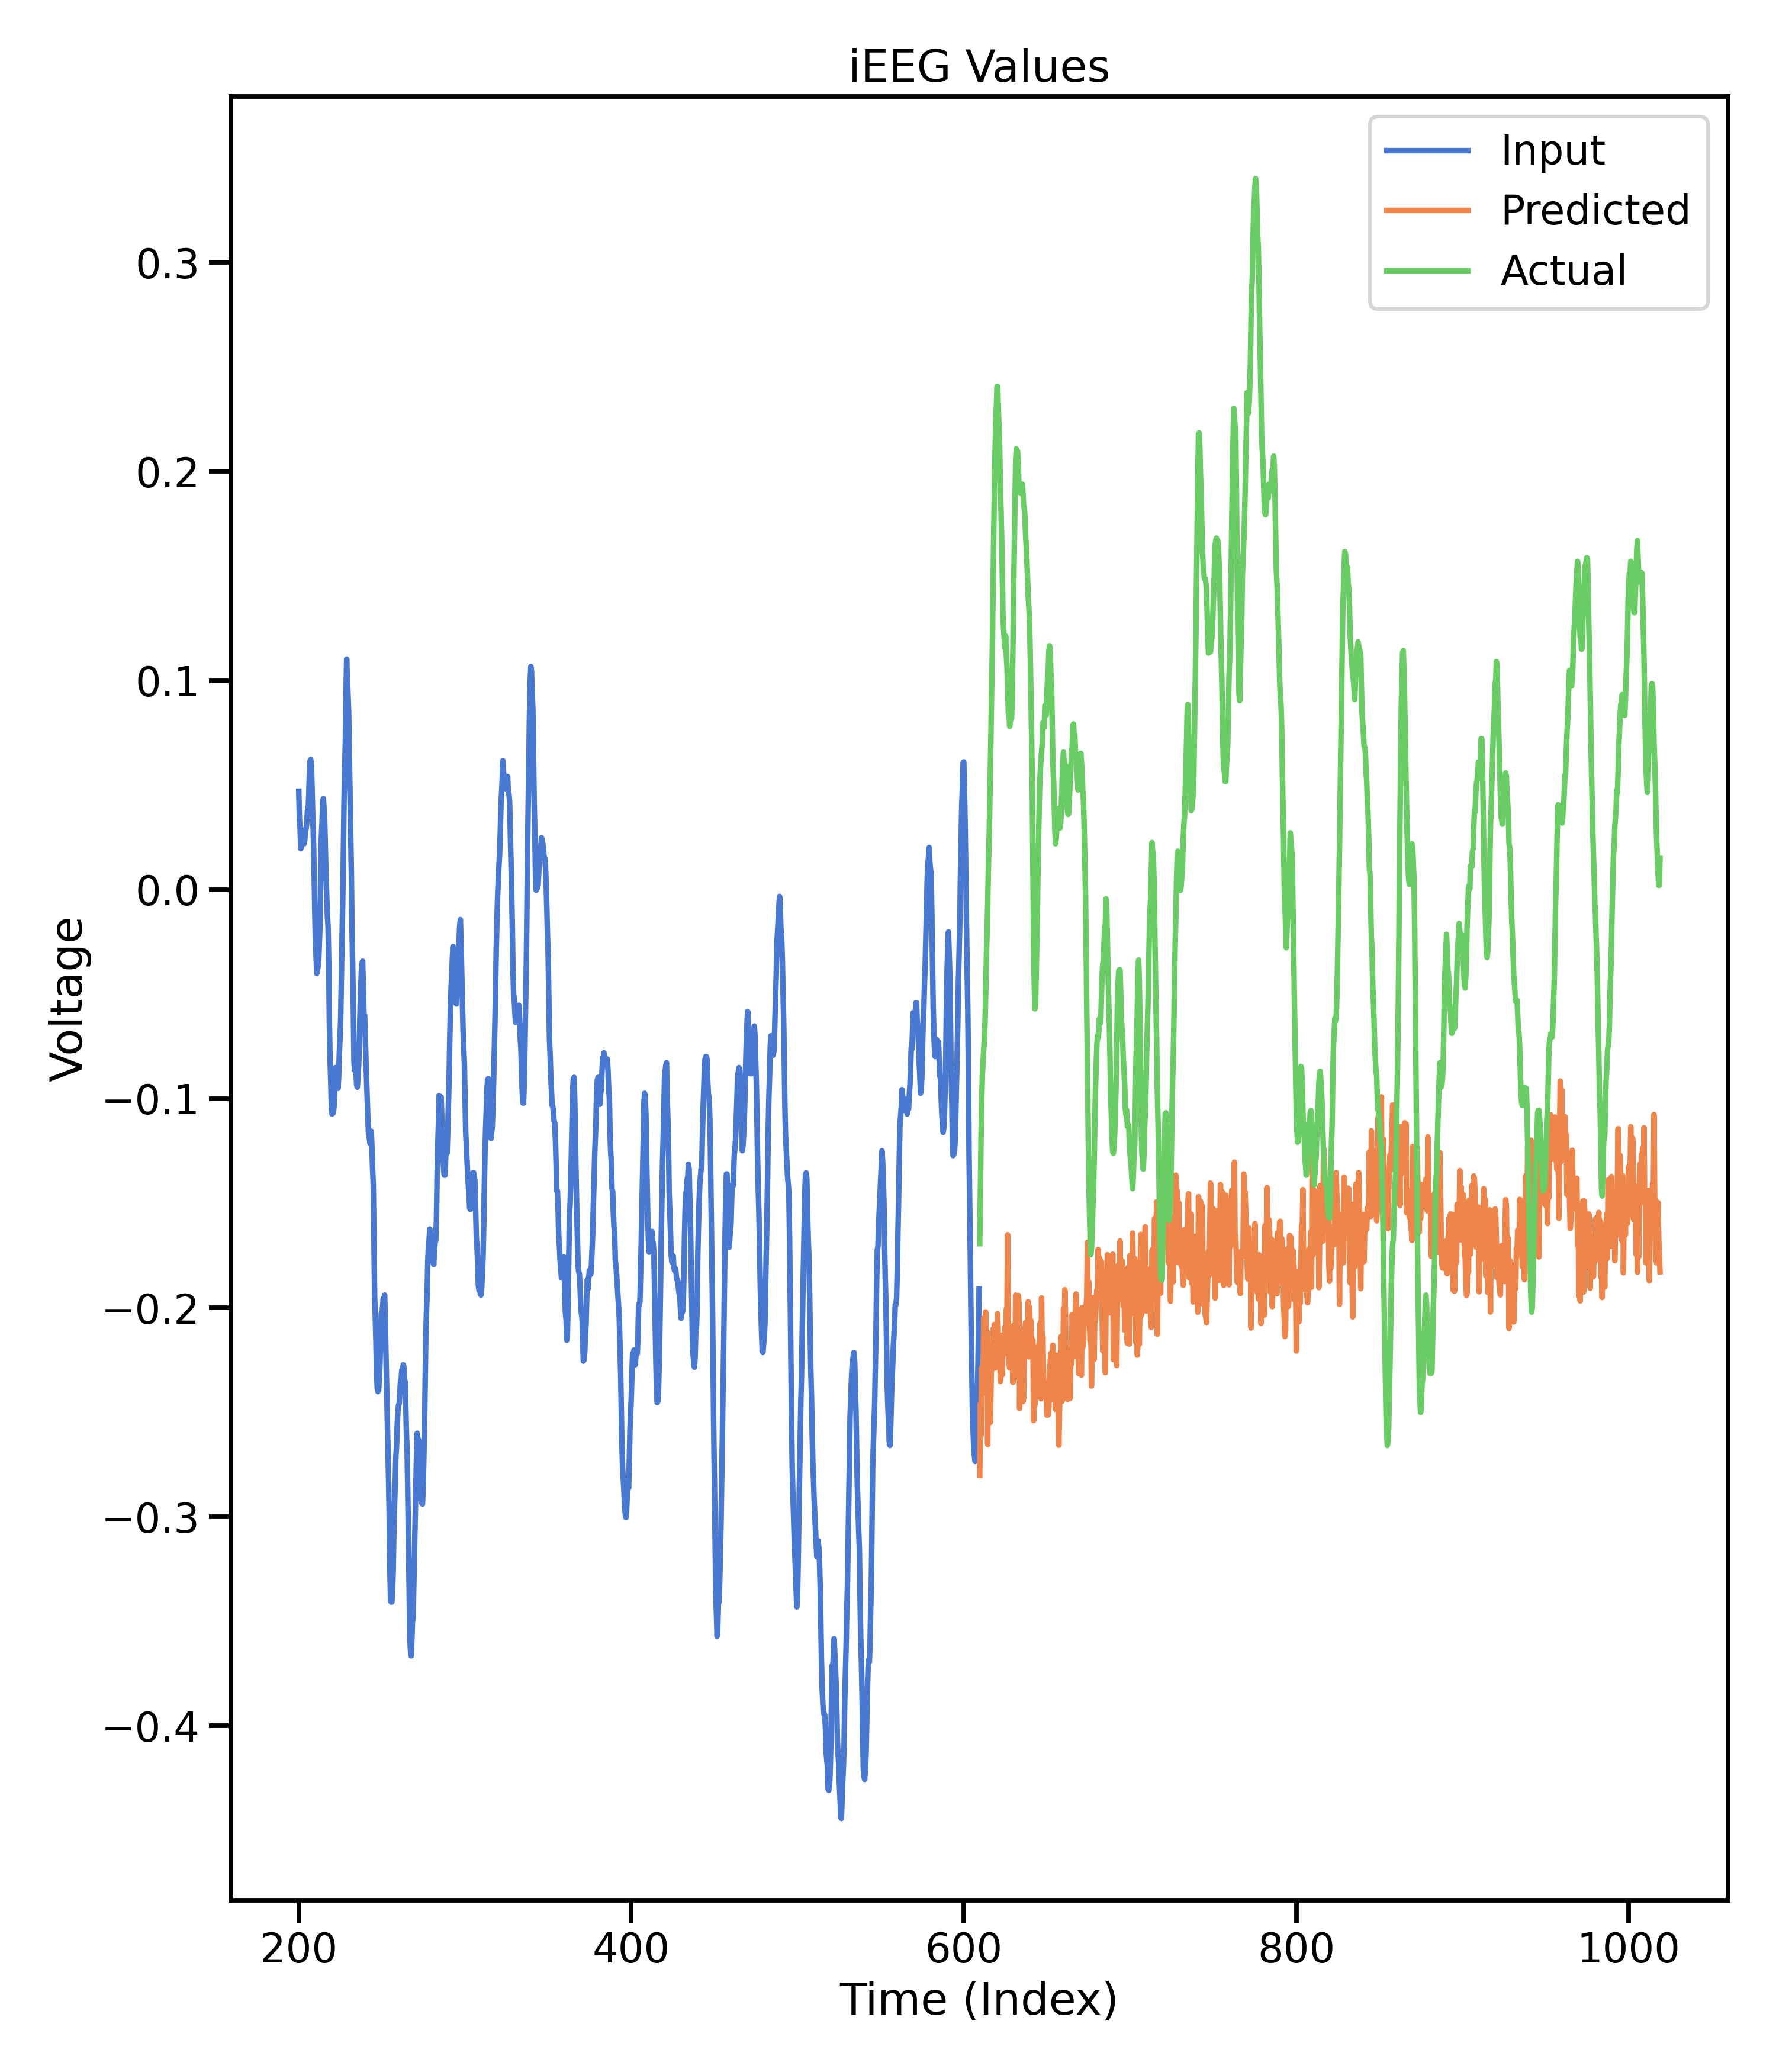 iEEG Values
Input
Predicted
Actual
0.3
0.2
0.1
0.0
−0.1
−0.2
−0.3
−0.4
Voltage
200 400 600 800 1000
Time (Index)